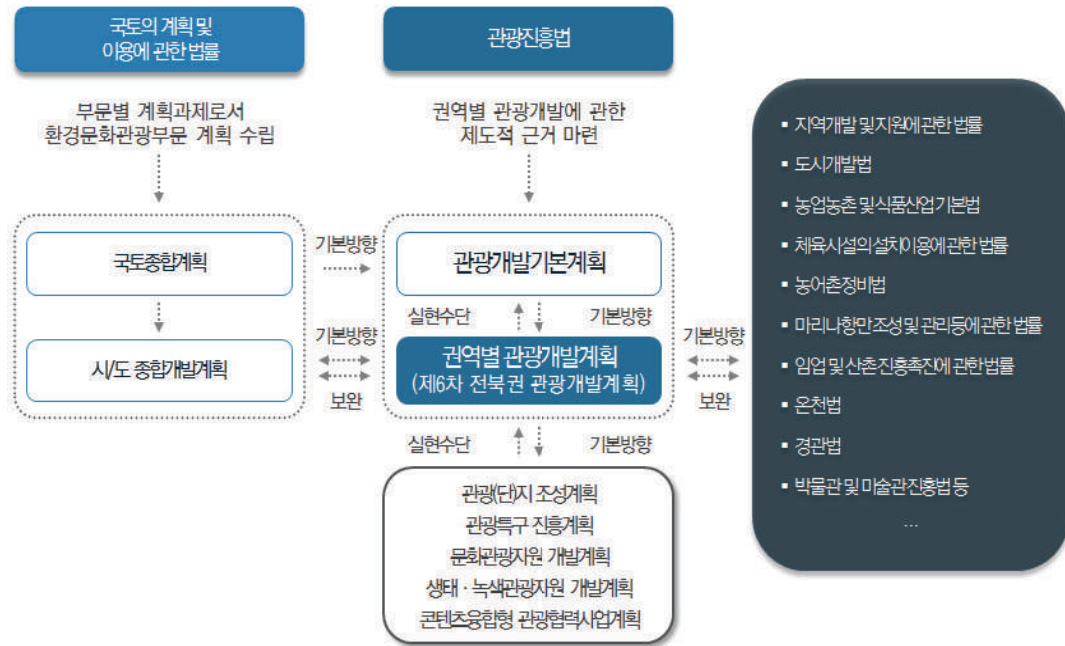 국토의 계획 및
이용에 관한 법률
관광진흥법
부문별 계획과제로서
환경문화관광부문 계획 수립
권역별 관광개발에 관한
제도적 근거 마련
국토종합계획
기본방향
관광개발기본계획
실현수단
기본방향
시/도 종합개발계획
기본방향
보완
권역별 관광개발계획
(제6차 전북권 관광개발계획)
기본방향
보완
실현수단
기본방향
관광(단)지 조성계획
관광특구 진흥계획
문화관광자원 개발계획
생태 · 녹색관광자원 개발계획
콘텐츠융합형 관광협력사업계획
▪ 지역개발 및 지원에 관한 법률
▪ 도시개발법
▪ 농업농촌 및 식품산업 기본법
▪ 체육시설의 설치이용에 관한 법률
▪ 농어촌정비법
▪ 마리나항만 조성 및 관리등에 관한 법률
▪ 임업 및 산촌 진흥촉진에 관한 법률
▪ 온천법
▪ 경관법
▪ 박물관 및 미술관 진흥법 등
…